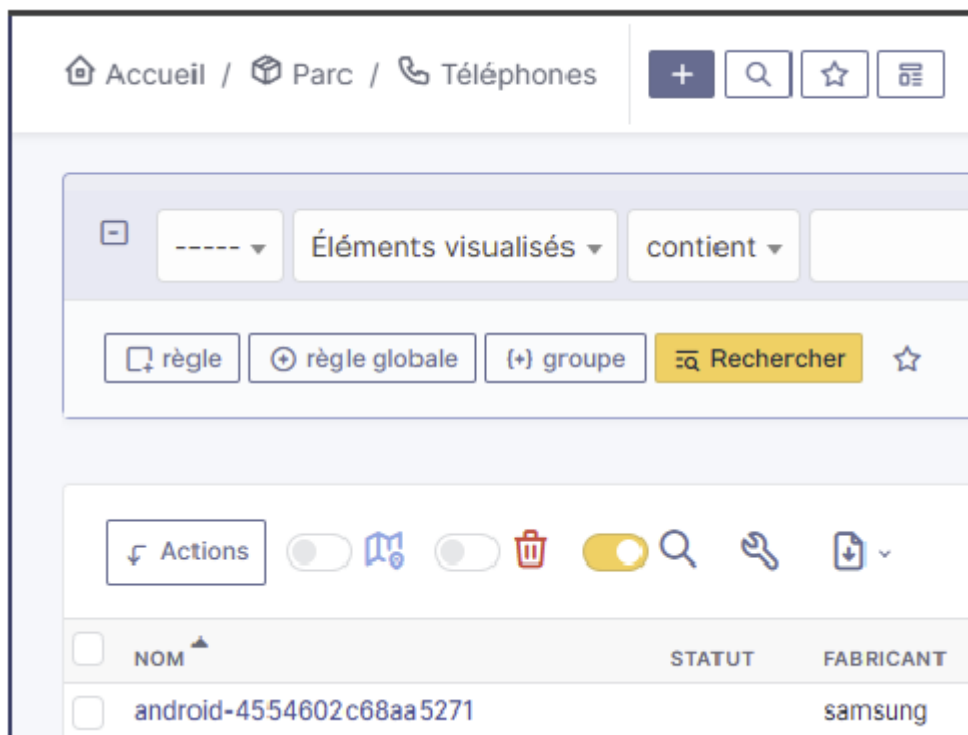 Accueil / Parc / Téléphones +
----- Éléments visualisés contient
règle règle globale {+} groupe Rechercher
Actions
NOM STATUT FABRICANT
android-4554602c68aa5271 samsung